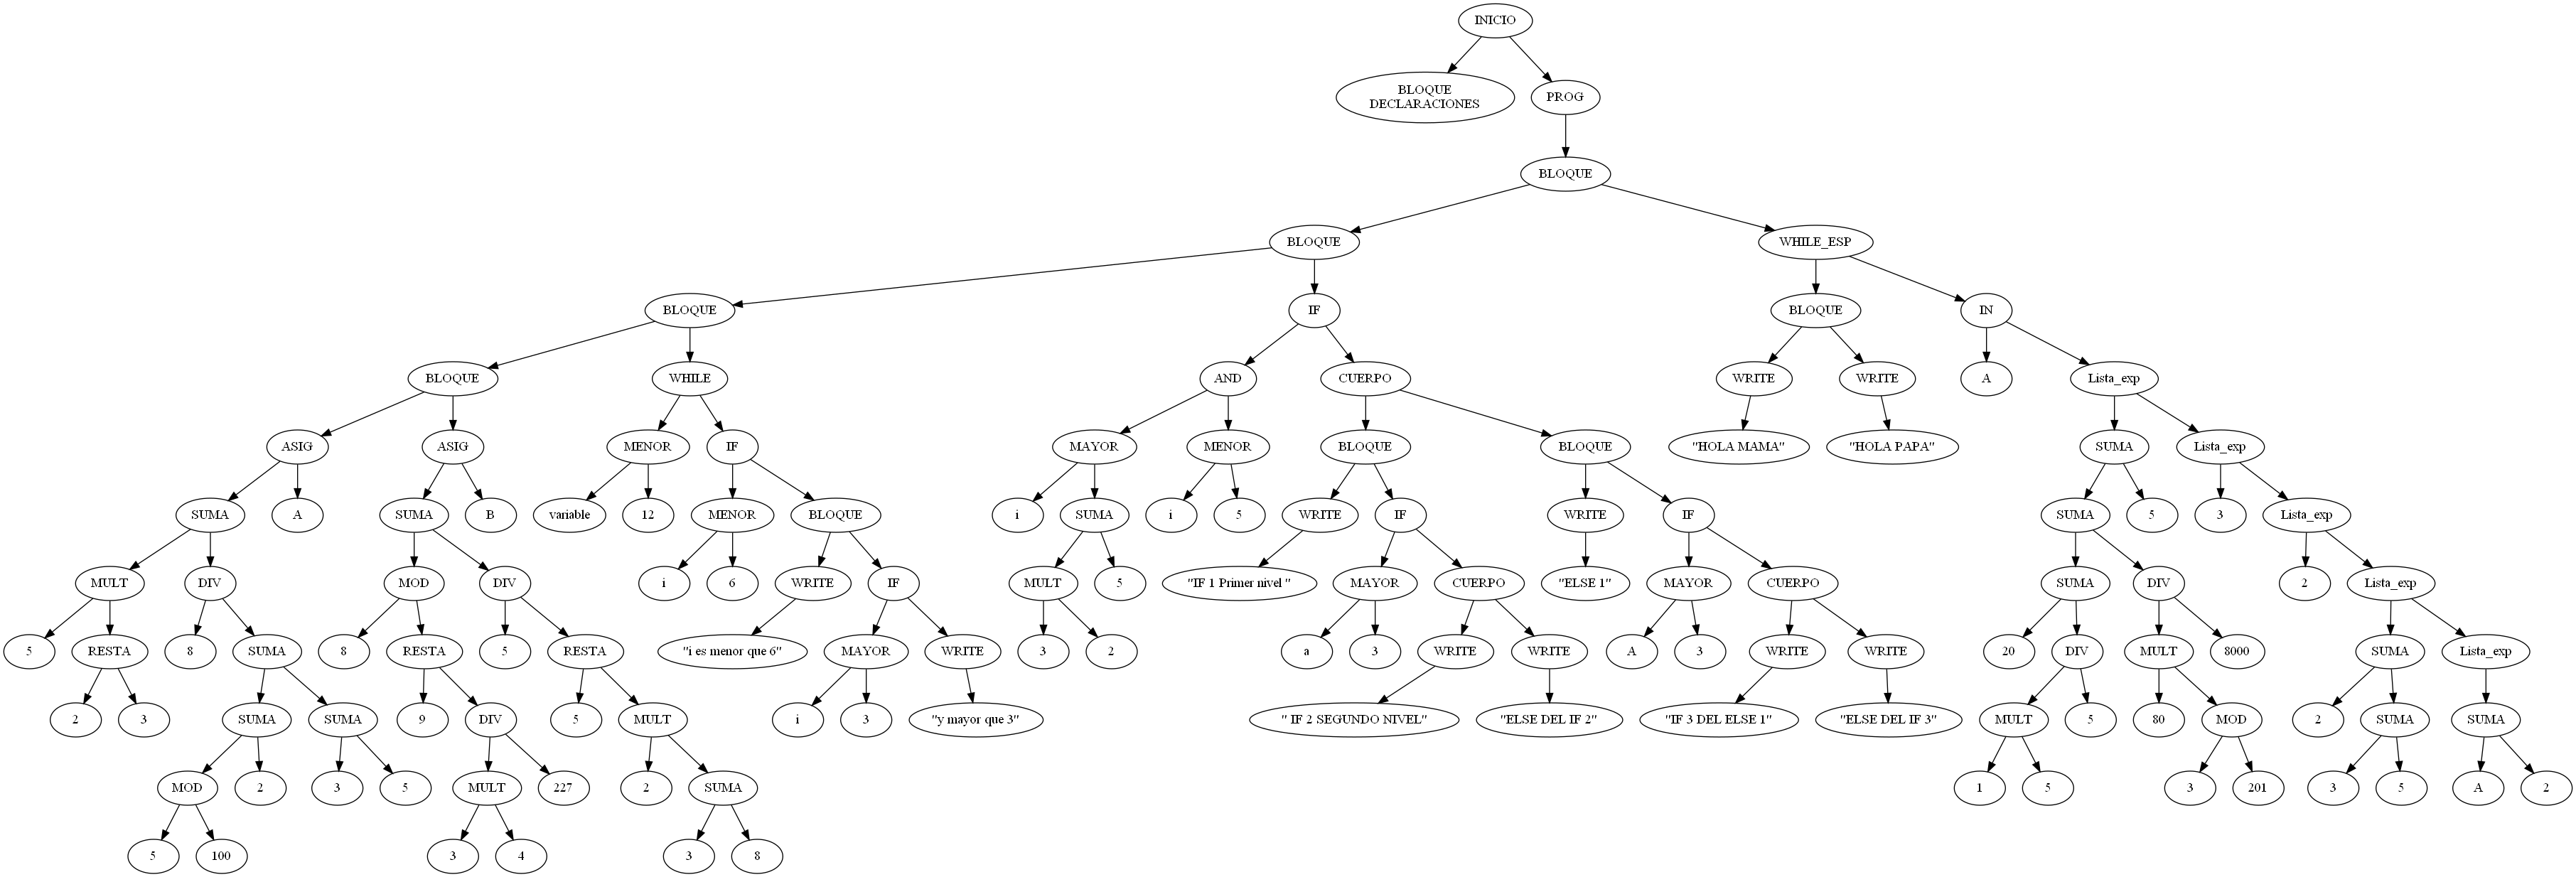 INICIO
BLOQUE
DECLARACIONES
PROG
BLOQUE
BLOQUE
WHILE_ESP
BLOQUE
IF
BLOQUE
IN
BLOQUE
WHILE
AND
CUERPO
WRITE
WRITE
A
Lista_exp
ASIG
ASIG
MENOR
IF
MAYOR
MENOR
BLOQUE
BLOQUE
"HOLA MAMA"
"HOLA PAPA"
SUMA
Lista_exp
SUMA
A
SUMA
B
variable
12
MENOR
BLOQUE
i
SUMA
i
5
WRITE
IF
WRITE
IF
SUMA
5
3
Lista_exp
MULT
DIV
MOD
DIV
i
6
WRITE
IF
MULT
5
"IF 1 Primer nivel "
MAYOR
CUERPO
"ELSE 1"
MAYOR
CUERPO
SUMA
DIV
2
Lista_exp
5
RESTA
8
SUMA
8
RESTA
5
RESTA
"i es menor que 6"
MAYOR
WRITE
3
2
a
3
WRITE
WRITE
A
3
WRITE
WRITE
20
DIV
MULT
8000
SUMA
Lista_exp
2
3
SUMA
SUMA
9
DIV
5
MULT
i
3
"y mayor que 3"
" IF 2 SEGUNDO NIVEL"
"ELSE DEL IF 2"
"IF 3 DEL ELSE 1"
"ELSE DEL IF 3"
MULT
5
80
MOD
2
SUMA
SUMA
MOD
2
3
5
MULT
227
2
SUMA
1
5
3
201
3
5
A
2
5
100
3
4
3
8